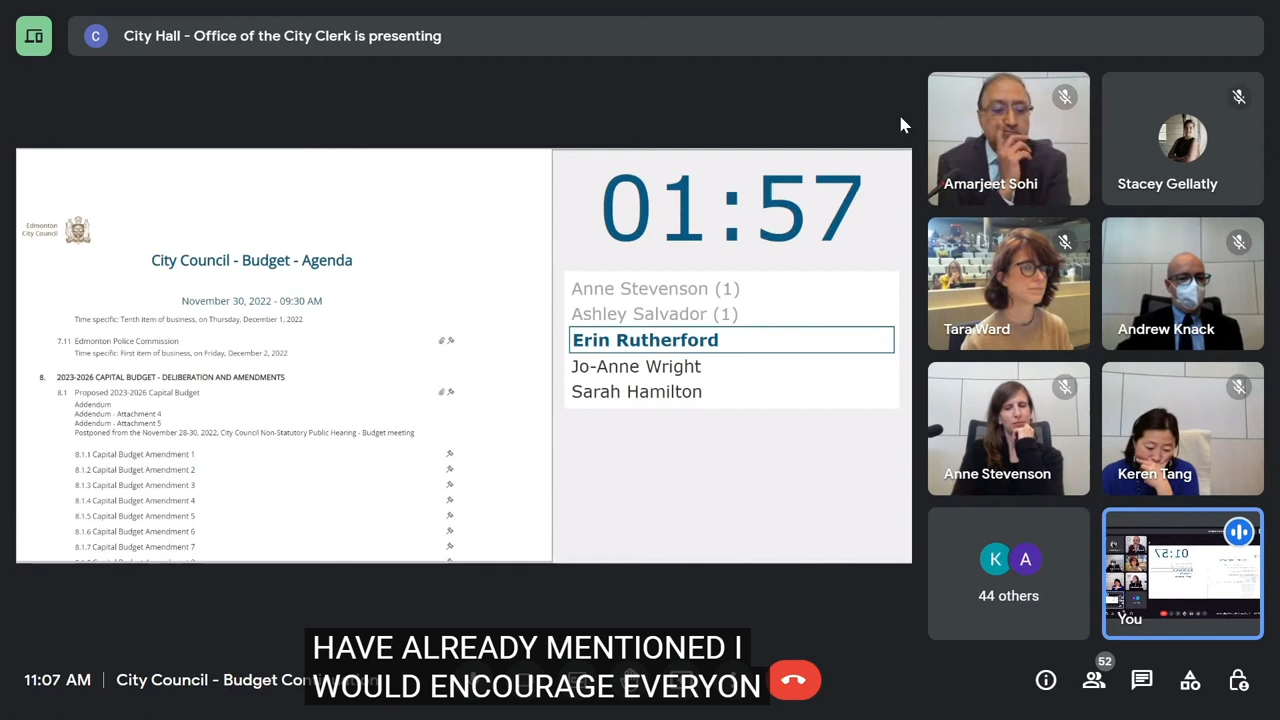 C
City Hall - Office of the City Clerk is presenting
Edmonton
City Council
City Council - Budget - Agenda
November 30, 2022 - 09:30 AM
Time specific: Tenth item of business, on Thursday, December 1, 2022
7.11 Edmonton Police Commission
Time specific: First item of business, on Friday, December 2, 2022
8. 2023-2026 CAPITAL BUDGET - DELIBERATION AND AMENDMENTS
8.1 Proposed 2023-2026 Capital Budget
Addendum
Addendum - Attachment 4
Addendum - Attachment 5
Postponed from the November 28-30, 2022, City Council Non-Statutory Public Hearing - Budget meeting
8.1.1 Capital Budget Amendment 1
8.1.2 Capital Budget Amendment 2
8.1.3 Capital Budget Amendment 3
8.1.4 Capital Budget Amendment 4
8.1.5 Capital Budget Amendment 5
8.1.6 Capital Budget Amendment 6
8.1.7 Capital Budget Amendment 7
01:57
Anne Stevenson (1)
Ashley Salvador (1)
Erin Rutherford
Jo-Anne Wright
Sarah Hamilton
Amarjeet Sohi
Stacey Gellatly
Tara Ward
Andrew Knack
Anne Stevenson
Keren Tang
K A
44 others
01:57
You
HAVE ALREADY MENTIONED I
WOULD ENCOURAGE EVERYON
11:07 AM | City Council - Budget Con
52